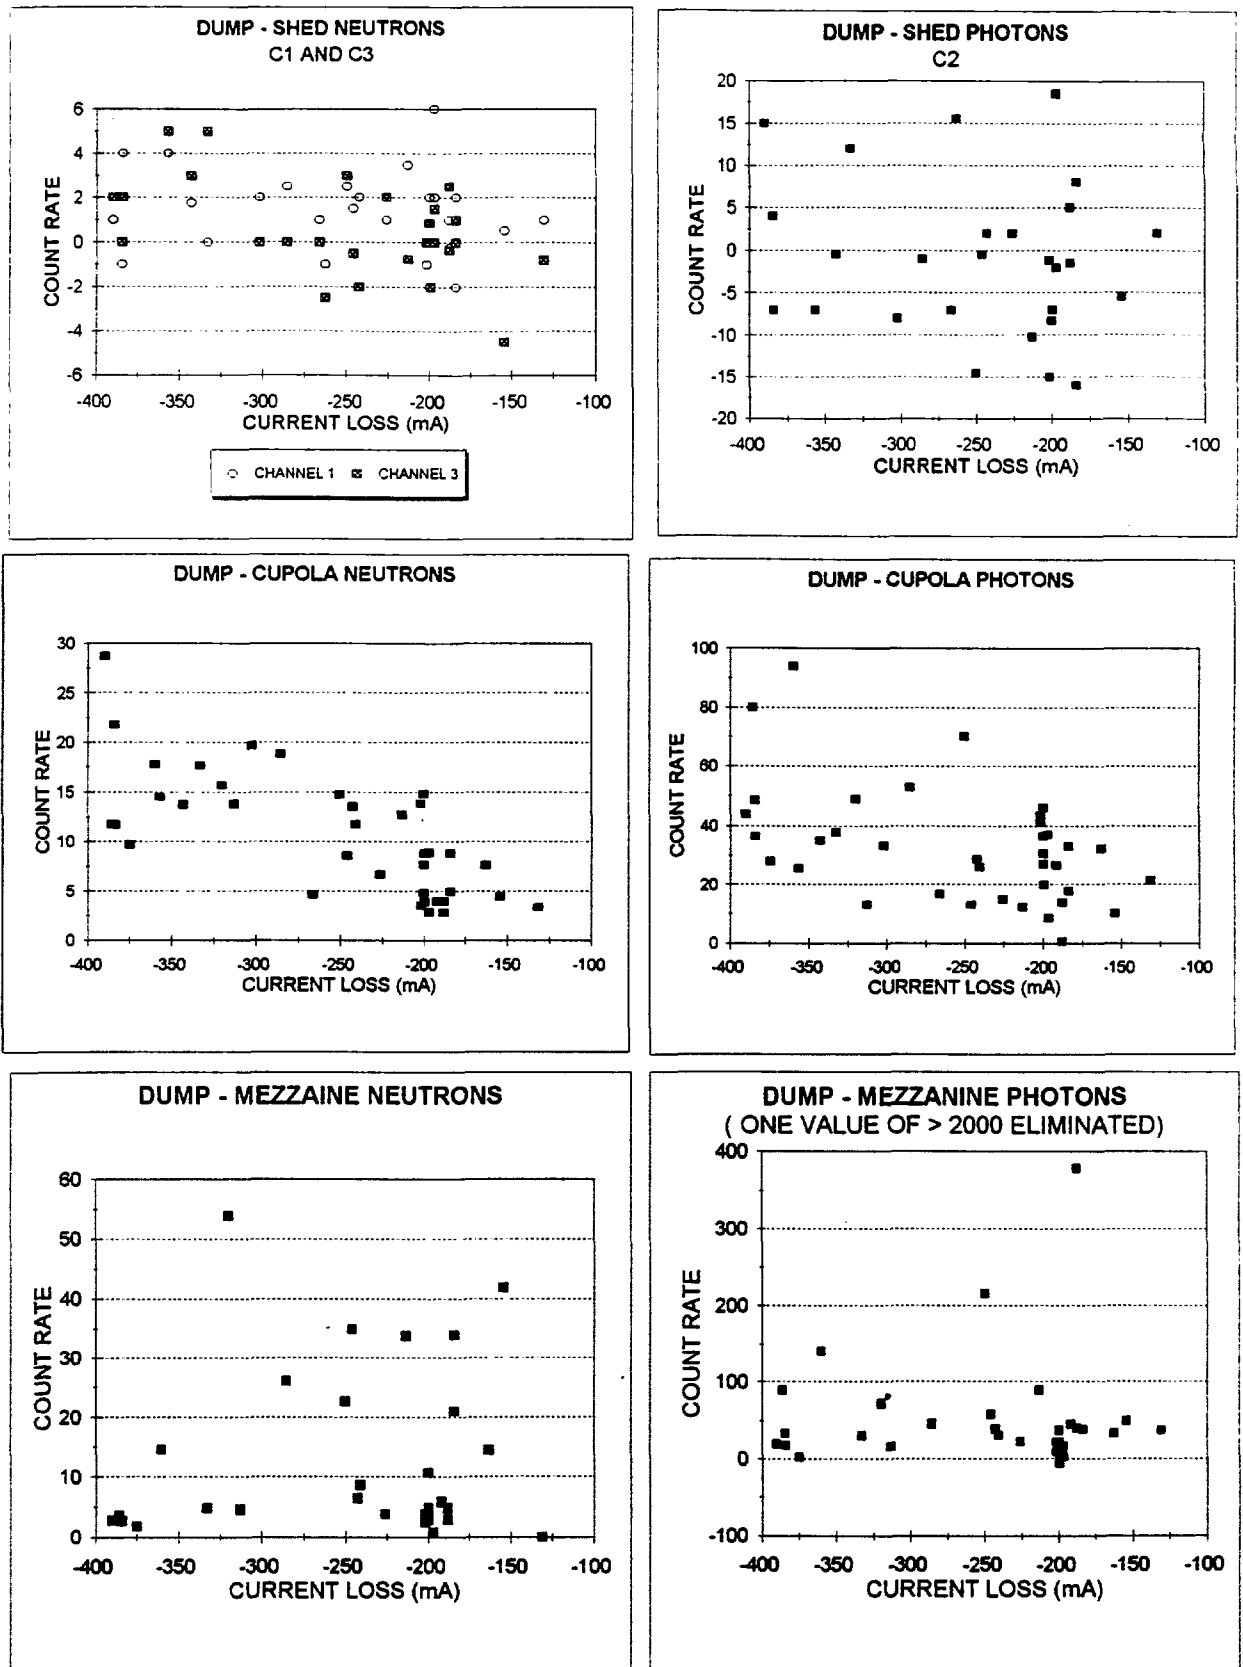 DUMP - SHED NEUTRONS
C1 AND C3
6
4
2
0
-2
-4
-6
COUNT RATE
-400 -350 -300 -250 -200 -150 -100
CURRENT LOSS (mA)
CHANNEL 1 CHANNEL 3
DUMP - SHED PHOTONS
C2
20
15
10
5
0
-5
-10
-15
-20
COUNT RATE
-400 -350 -300 -250 -200 -150 -100
CURRENT LOSS (mA)
DUMP - CUPOLA NEUTRONS
30
25
20
15
10
5
0
COUNT RATE
-400 -350 -300 -250 -200 -150 -100
CURRENT LOSS (mA)
DUMP - CUPOLA PHOTONS
100
80
60
40
20
0
COUNT RATE
-400 -350 -300 -250 -200 -150 -100
CURRENT LOSS (mA)
DUMP - MEZZAINE NEUTRONS
60
50
40
30
20
10
0
COUNT RATE
-400 -350 -300 -250 -200 -150 -100
CURRENT LOSS (mA)
DUMP - MEZZANINE PHOTONS
( ONE VALUE OF > 2000 ELIMINATED)
400
300
200
100
0
-100
COUNT RATE
-400 -350 -300 -250 -200 -150 -100
CURRENT LOSS (mA)